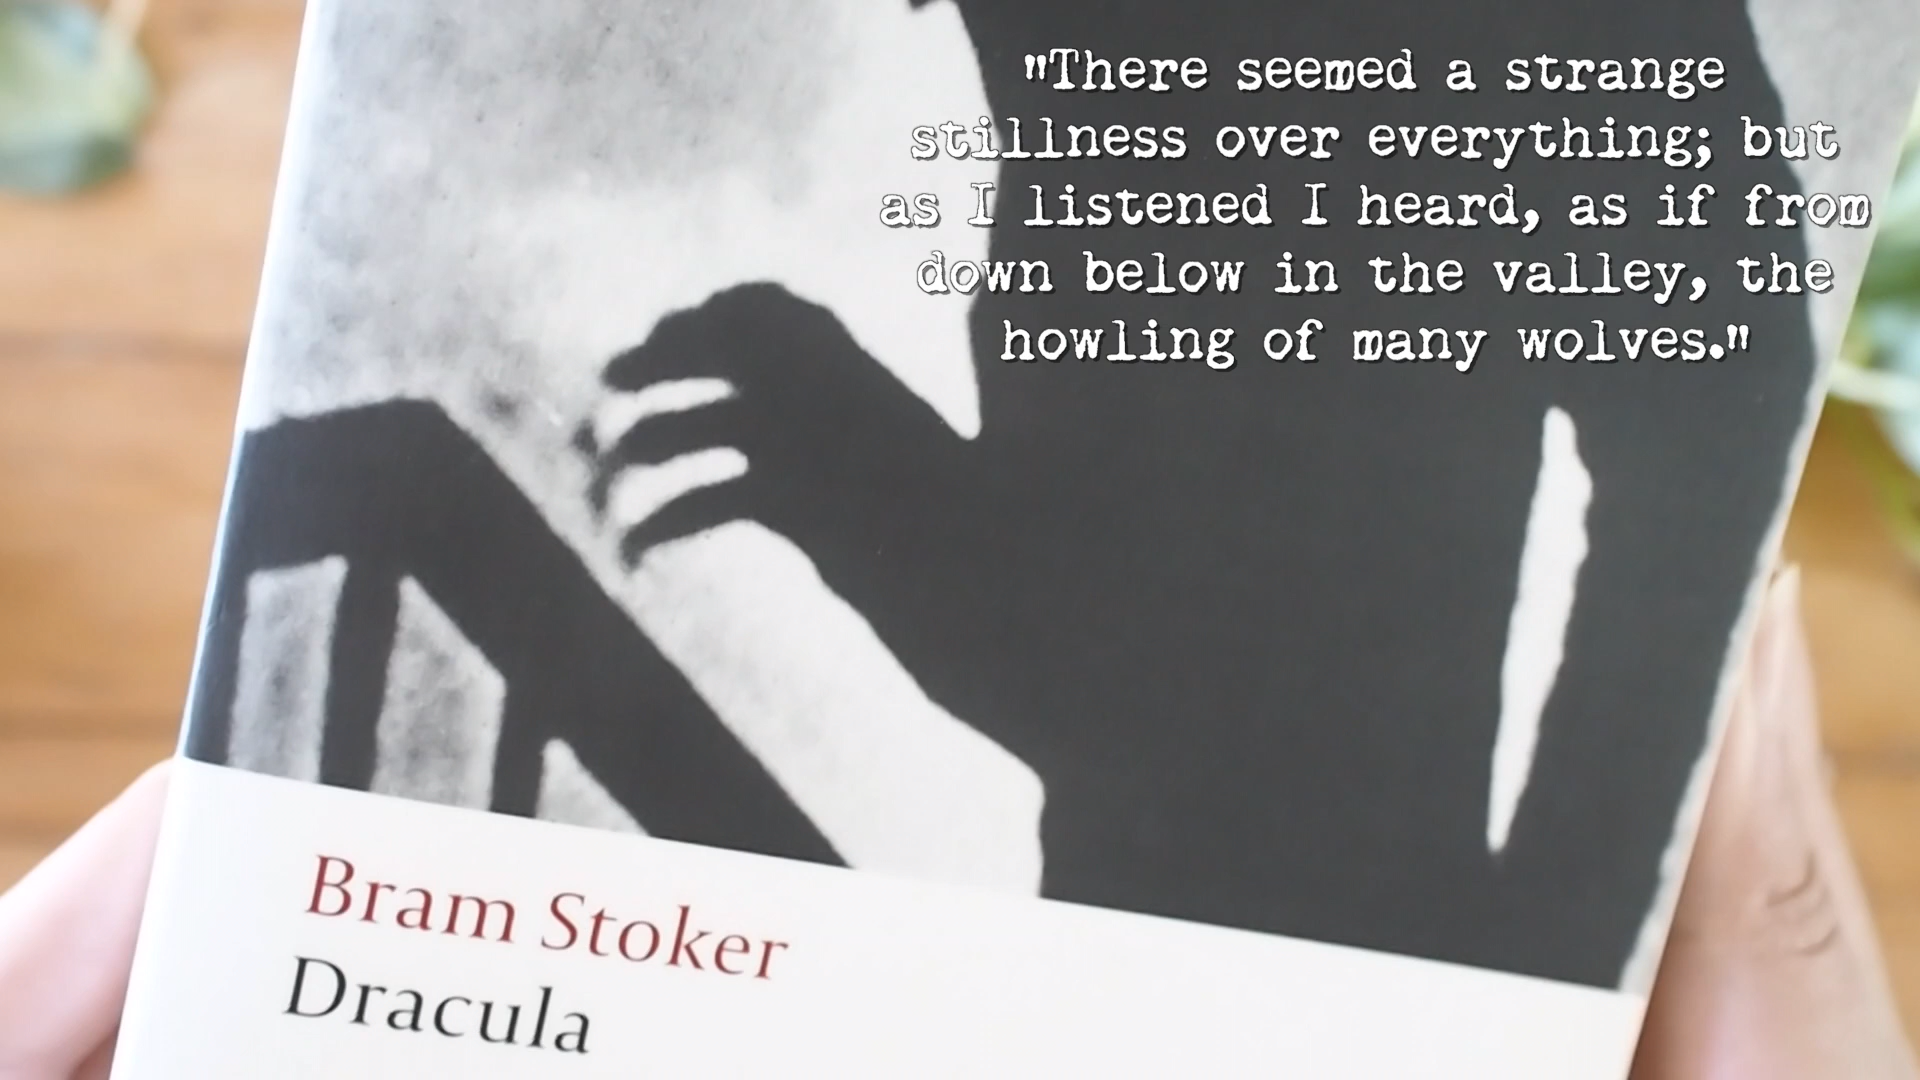 "There seemed a strange
stillness over everything; but
as I listened I heard, as if from
down below in the valley, the
howling of many wolves."
Bram Stoker
Dracula